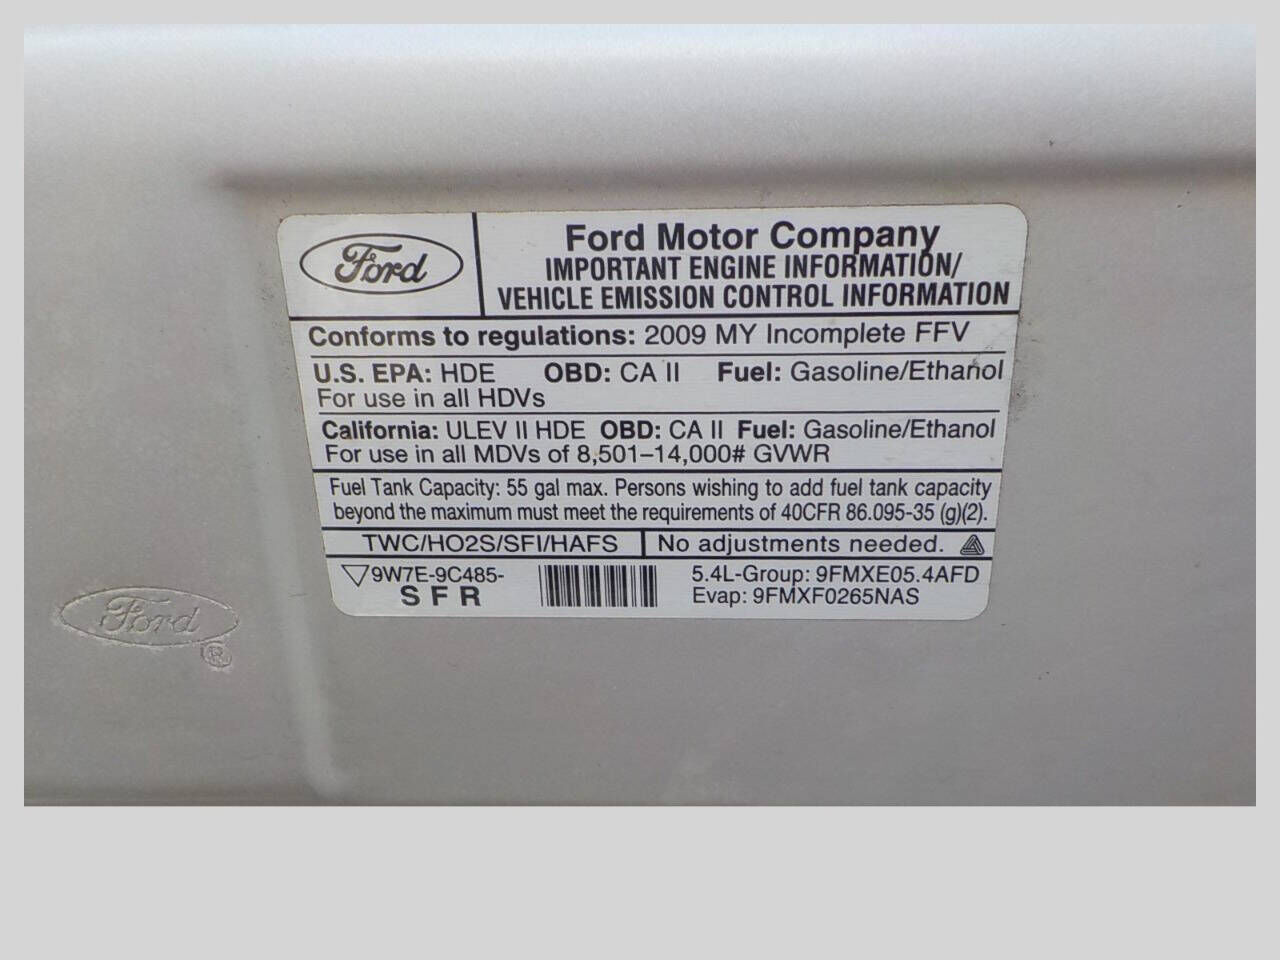 Ford
Ford Motor Company
IMPORTANT ENGINE INFORMATION/
VEHICLE EMISSION CONTROL INFORMATION
Conforms to regulations: 2009 MY Incomplete FFV
U.S. EPA: HDE OBD: CA II Fuel: Gasoline/Ethanol
For use in all HDVs
California: ULEV II HDE OBD: CA II Fuel: Gasoline/Ethanol
For use in all MDVs of 8,501–14,000# GVWR
Fuel Tank Capacity: 55 gal max. Persons wishing to add fuel tank capacity
beyond the maximum must meet the requirements of 40CFR 86.095-35 (g)(2).
TWC/HO2S/SFI/HAFS No adjustments needed.
9W7E-9C485-
S F R
5.4L-Group: 9FMXE05.4AFD
Evap: 9FMXF0265NAS
Ford
®